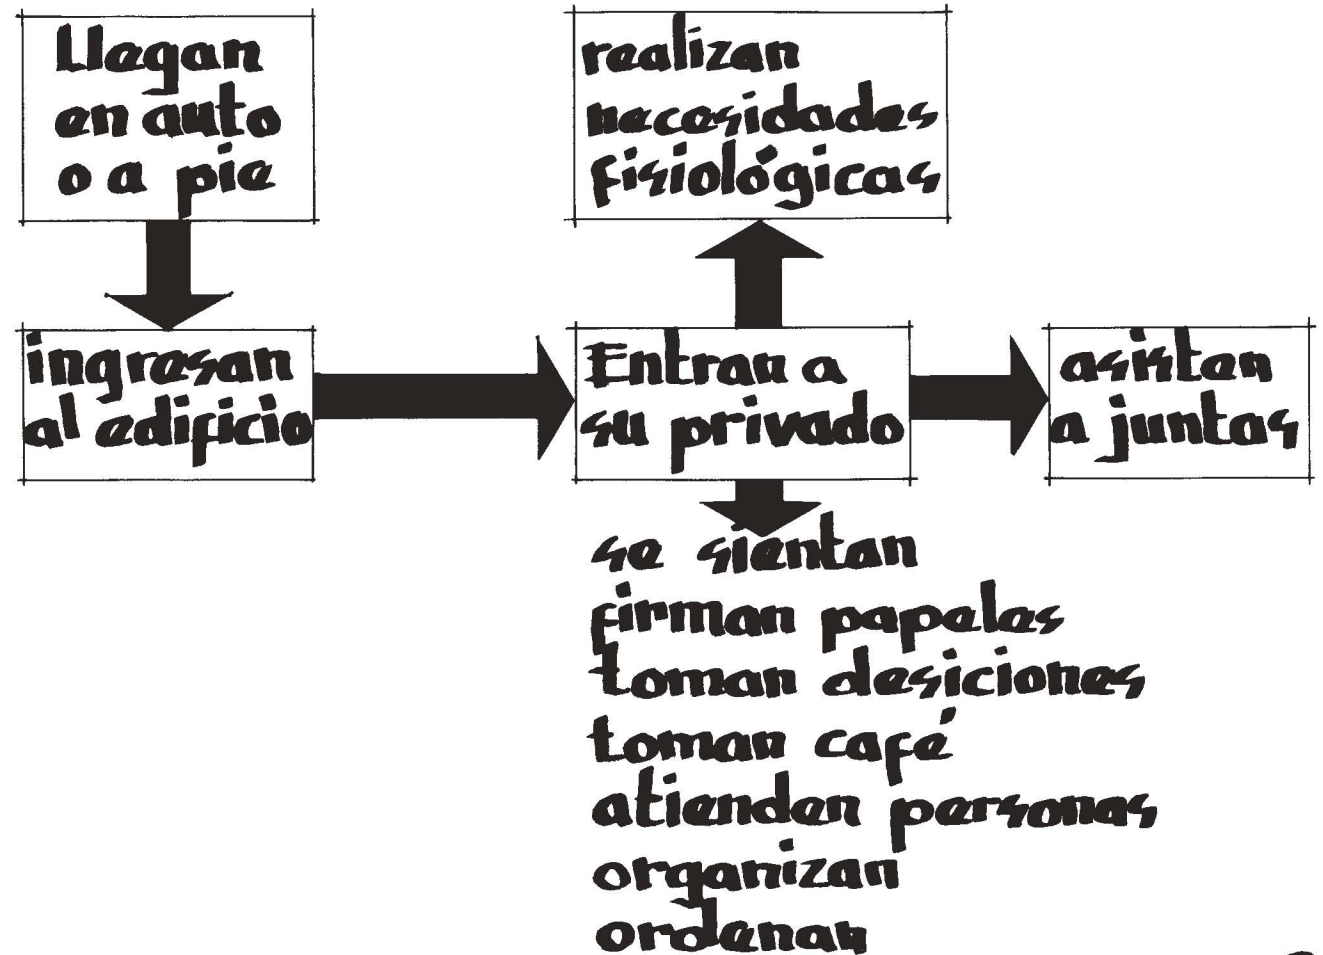 Llegan
en auto
o a pie
realizan
necesidades
fisiológicas
ingresan
al edificio
Entran a
su privado
asisten
a juntas
se sientan
firman papeles
toman desiciones
toman café
atienden personas
organizan
ordenan